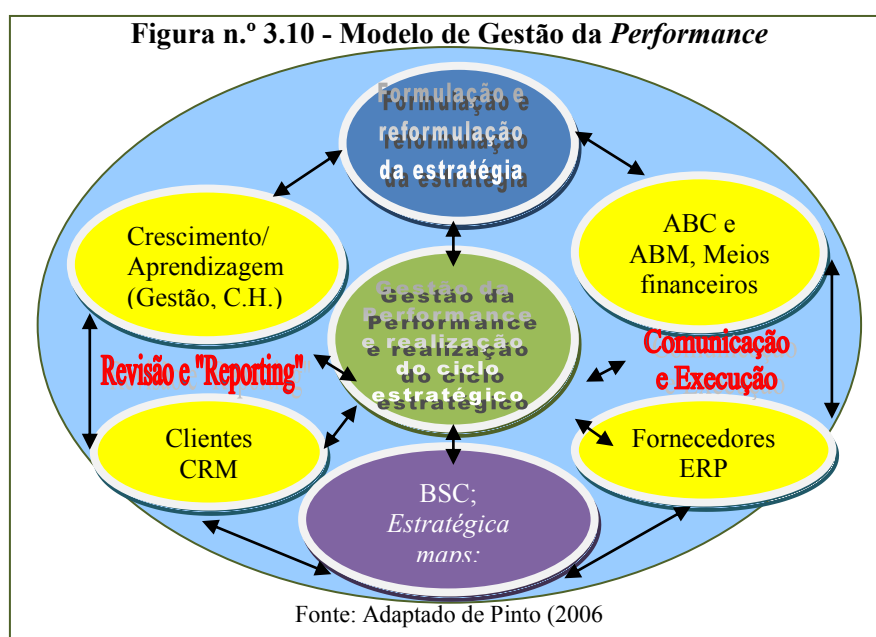 Figura n.º 3.10 - Modelo de Gestão da Performance
Formulação e
reformulação
da estratégia
Crescimento/
Aprendizagem
(Gestão, C.H.)
ABC e
ABM, Meios
financeiros
Gestão da
Performance
e realização
do ciclo
estratégico
Revisão e "Reporting"
Comunicação
e Execução
Clientes
CRM
Fornecedores
ERP
BSC;
Estratégica
maps;
Fonte: Adaptado de Pinto (2006